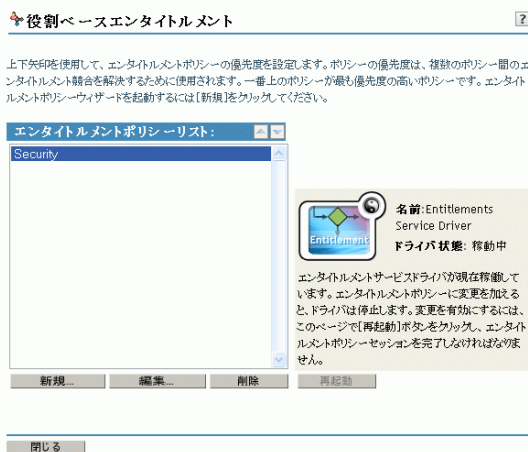 役割ベースエンタイトルメント
?
上下矢印を使用して、エンタイトルメントポリシーの優先度を設定します。ポリシーの優先度は、複数のポリシー間のエ
ンタイトルメント競合を解決するために使用されます。一番上のポリシーが最も優先度の高いポリシーです。エンタイト
ルメントポリシーウィザードを起動するには[新規]をクリックしてください。
エンタイトルメントポリシーリスト:
Security
Entitlement
名前:Entitlements
Service Driver
ドライバ状態: 稼動中
エンタイトルメントサービスドライバが現在稼働して
います。エンタイトルメントポリシーに変更を加える
と、ドライバは停止します。変更を有効にするには、
このページで[再起動]ボタンをクリックし、エンタイト
ルメントポリシーセッションを完了しなければなりま
せん。
新規... 編集... 削除 再起動
閉じる